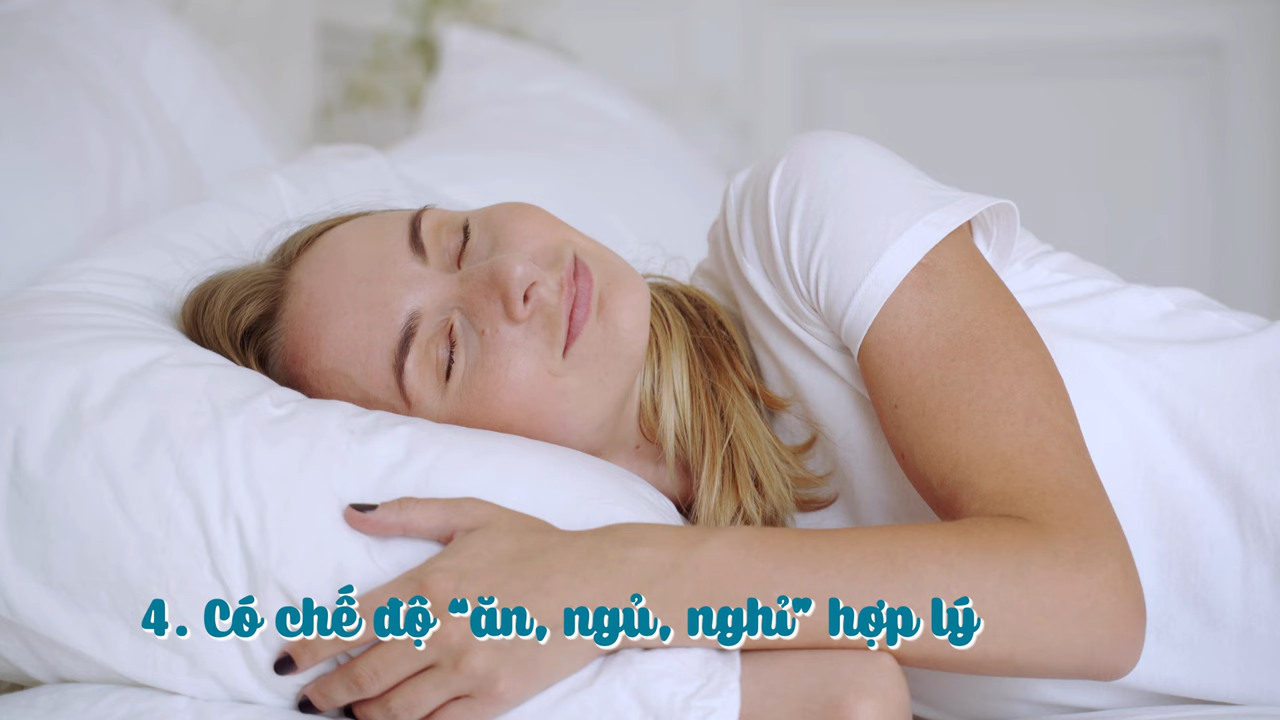 4. Có chế độ “ăn, ngủ, nghỉ” hợp lý